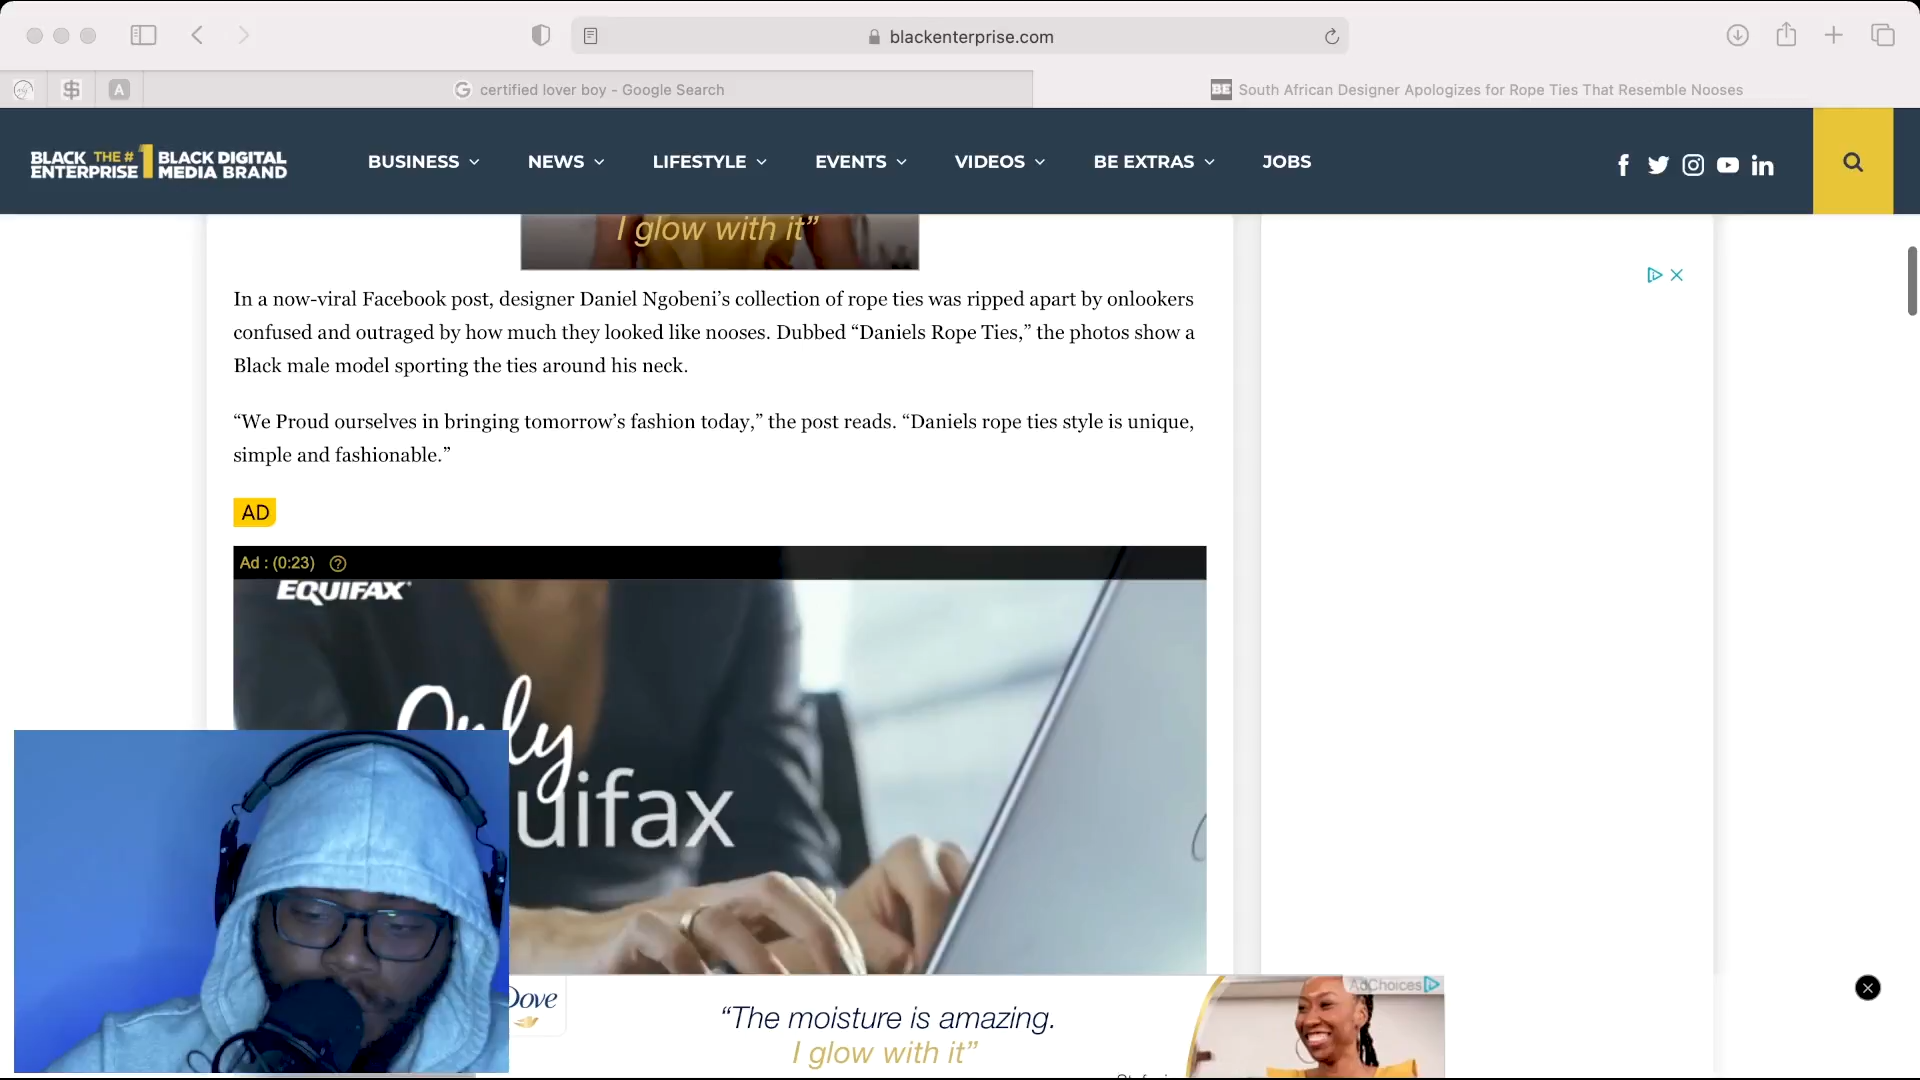 blackenterprise.com
certified lover boy - Google Search
BE South African Designer Apologizes for Rope Ties That Resemble Nooses
BLACK ENTERPRISE THE #1 BLACK DIGITAL MEDIA BRAND
BUSINESS
NEWS
LIFESTYLE
EVENTS
VIDEOS
BE EXTRAS
JOBS
I glow with it”
In a now-viral Facebook post, designer Daniel Ngobeni’s collection of rope ties was ripped apart by onlookers
confused and outraged by how much they looked like nooses. Dubbed “Daniels Rope Ties,” the photos show a
Black male model sporting the ties around his neck.
“We Proud ourselves in bringing tomorrow’s fashion today,” the post reads. “Daniels rope ties style is unique,
simple and fashionable.”
AD
Ad : (0:23)
EQUIFAX
Only
uifax
Dove
AdChoices
“The moisture is amazing.
I glow with it”